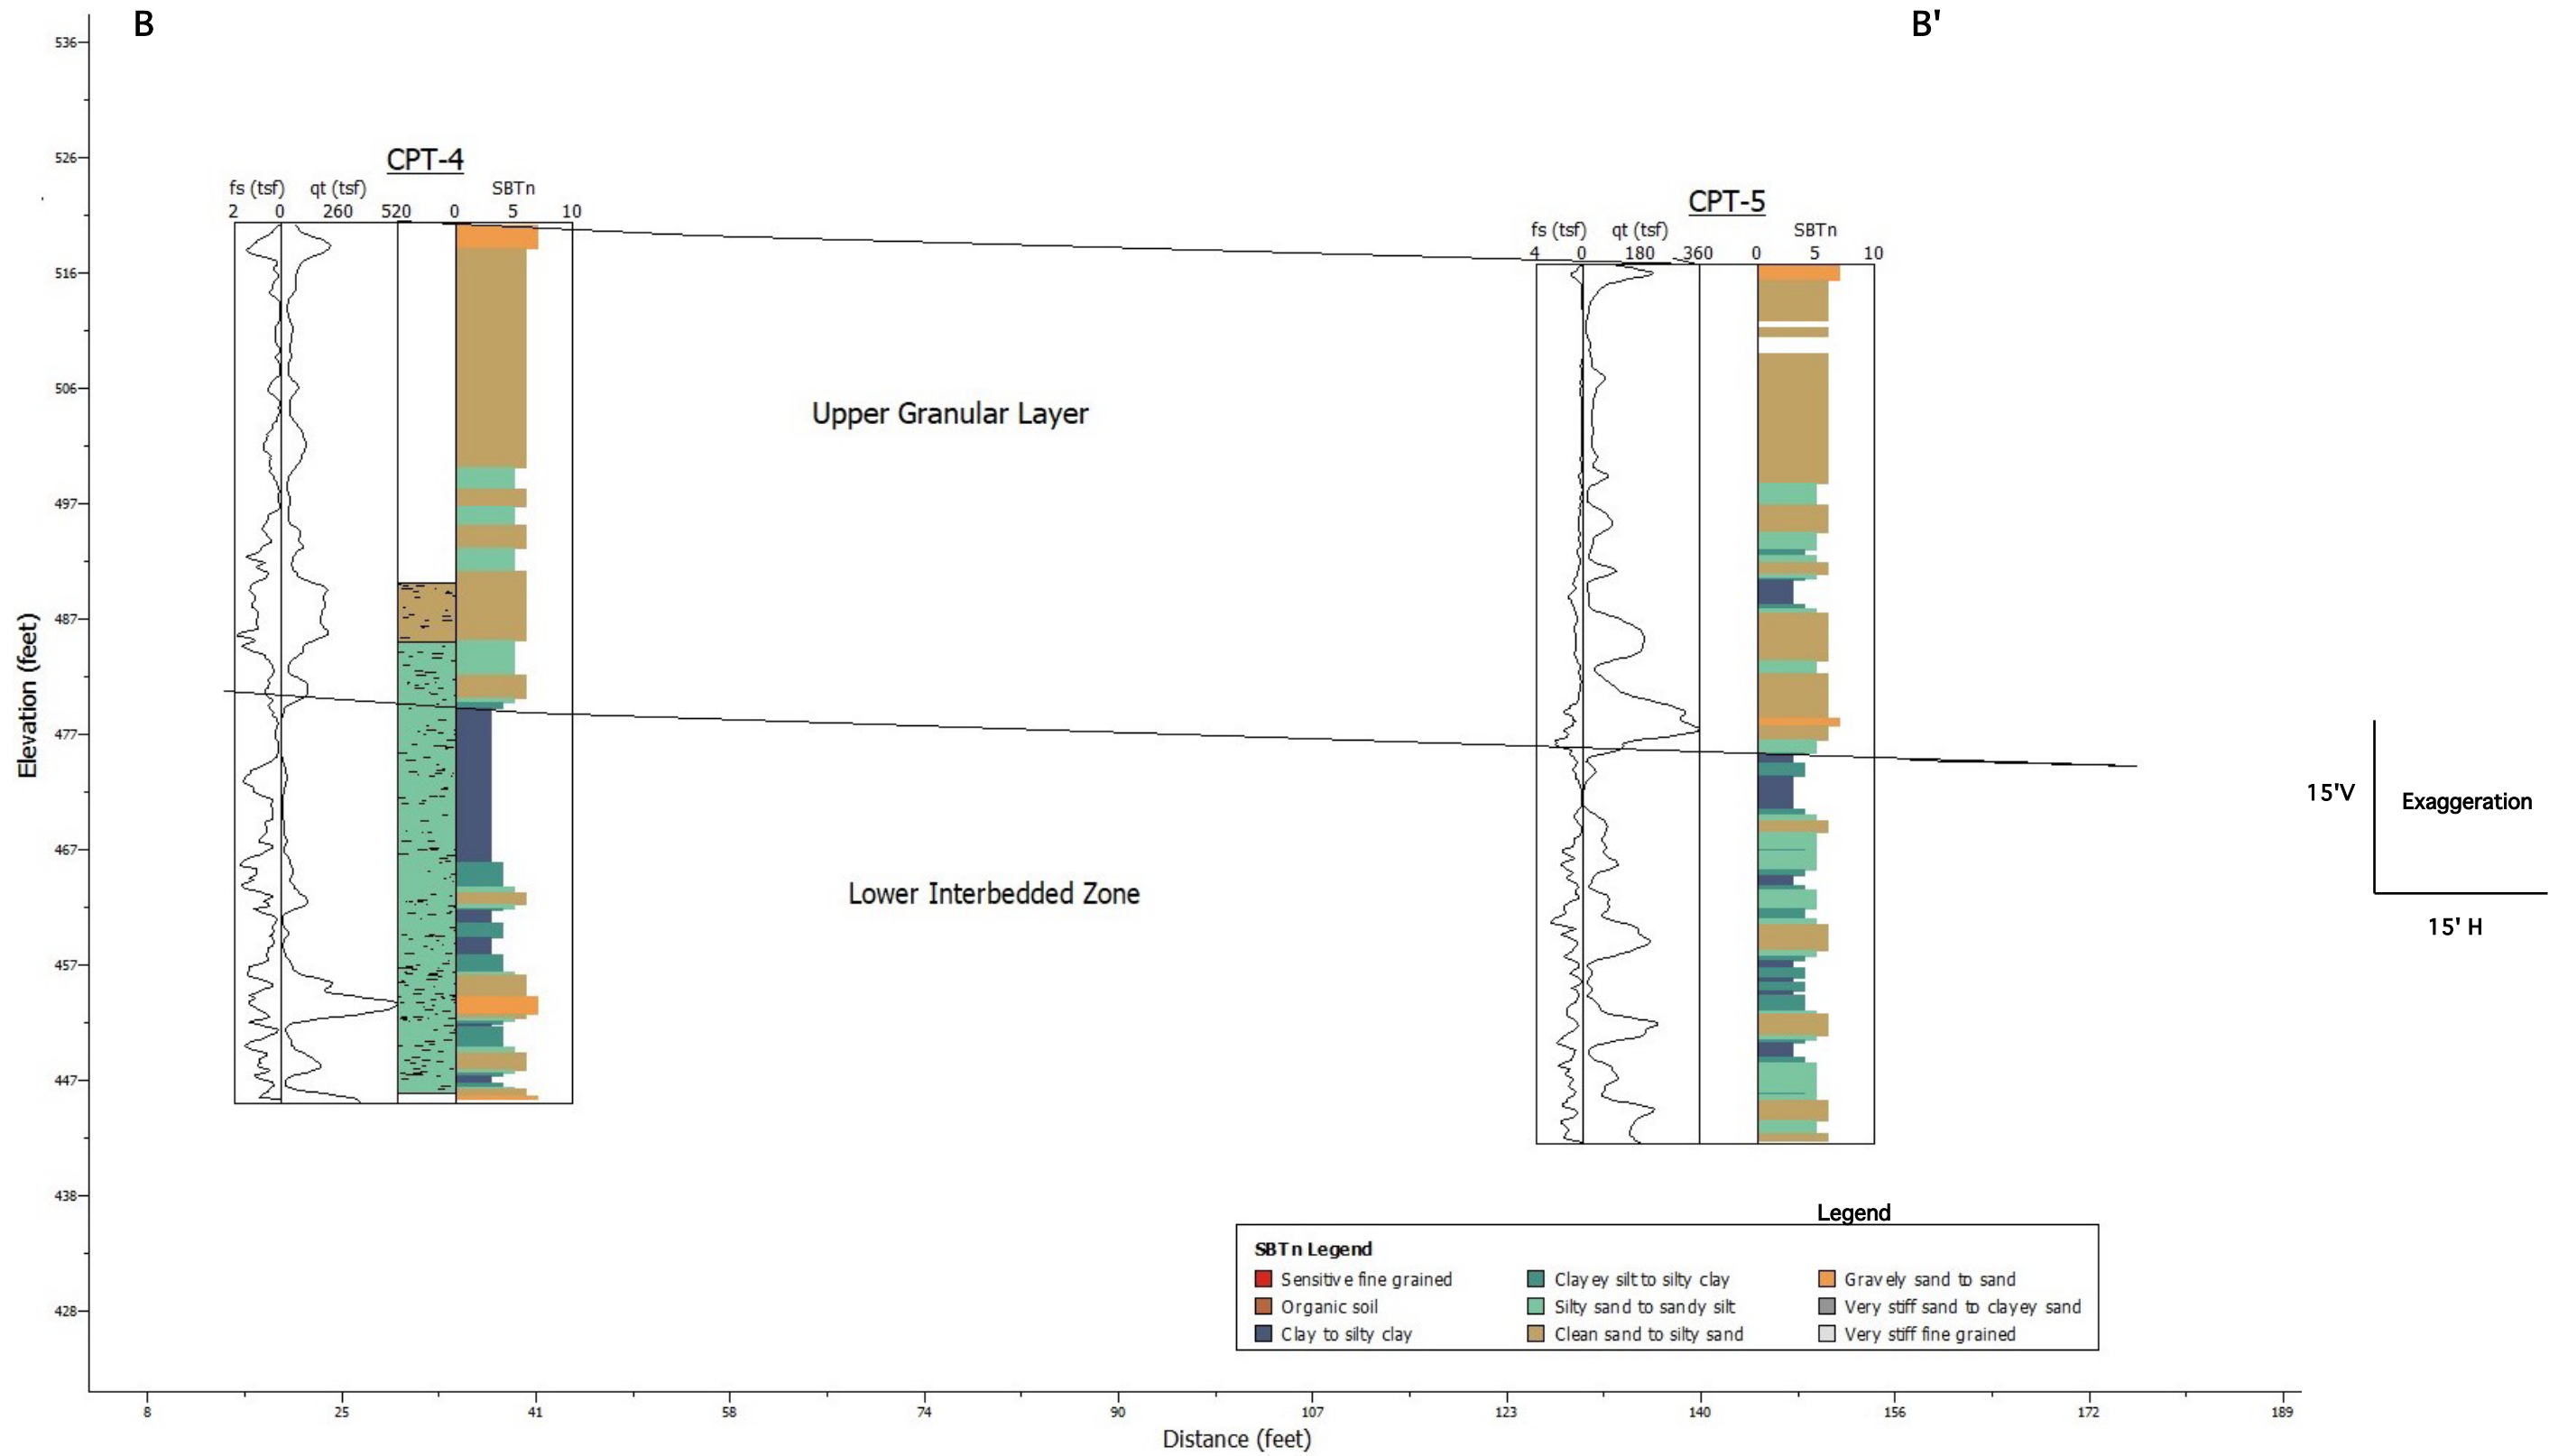 B
B'
536
526
516
506
497
487
477
467
457
447
438
428
Elevation (feet)
CPT-4
fs (tsf) qt (tsf) SBTn
2 0 260 520 0 5 10
CPT-5
fs (tsf) qt (tsf) SBTn
4 0 180 360 0 5 10
Upper Granular Layer
Lower Interbedded Zone
15'V
Exaggeration
15' H
Legend
SBTn Legend
Sensitive fine grained
Organic soil
Clay to silty clay
Clayey silt to silty clay
Silty sand to sandy silt
Clean sand to silty sand
Gravely sand to sand
Very stiff sand to clayey sand
Very stiff fine grained
8 25 41 58 74 90 107 123 140 156 172 189
Distance (feet)